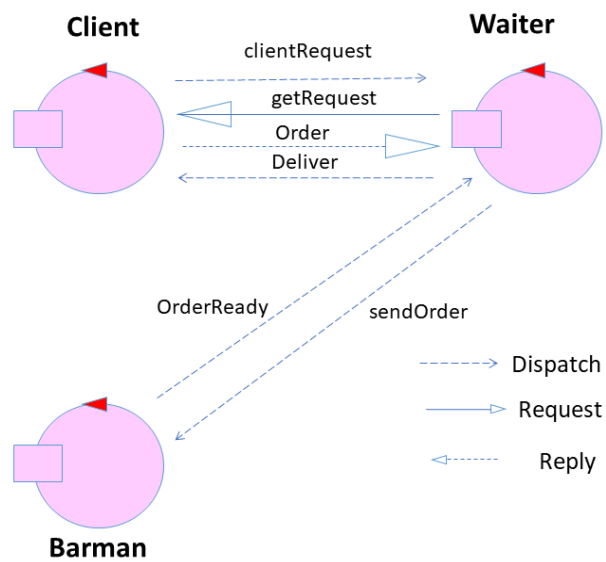 Client
Waiter
clientRequest
getRequest
Order
Deliver
OrderReady
sendOrder
Dispatch
Request
Reply
Barman